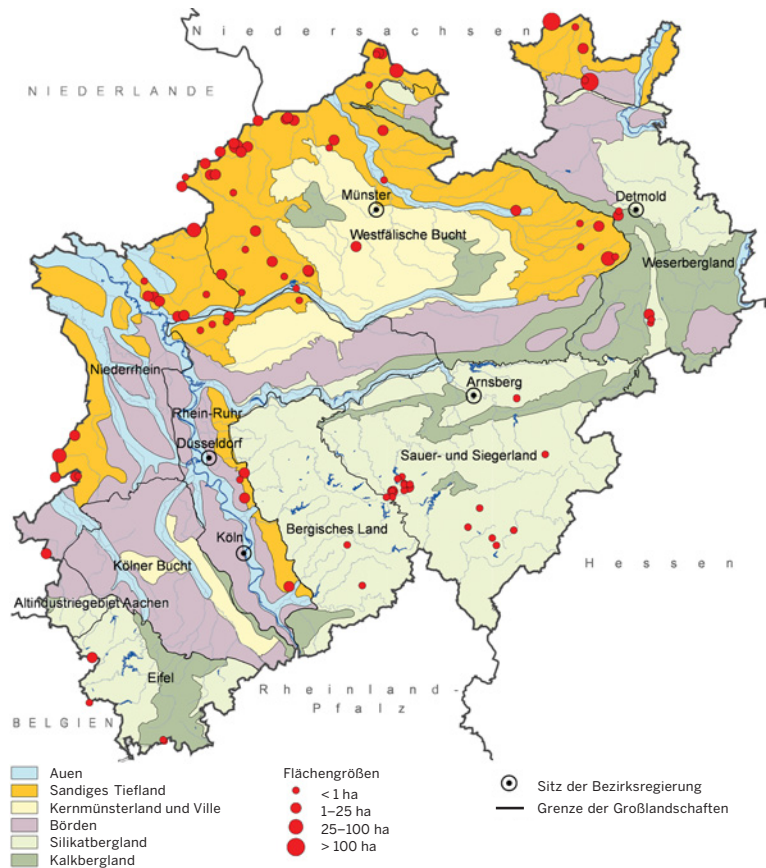 Niedersachsen
NIEDERLANDE
Münster
Detmold
Westfälische Bucht
Weserbergland
Niederrhein
Arnsberg
Rhein-Ruhr
Düsseldorf
Sauer- und Siegerland
Bergisches Land
Köln
Kölner Bucht
Hessen
Altindustriegebiet Aachen
Eifel
Rheinland-
Pfalz
BELGIEN
Auen
Sandiges Tiefland
Kernmünsterland und Ville
Börden
Silikatbergland
Kalkbergland
Flächengrößen
< 1 ha
1–25 ha
25–100 ha
> 100 ha
Sitz der Bezirksregierung
Grenze der Großlandschaften